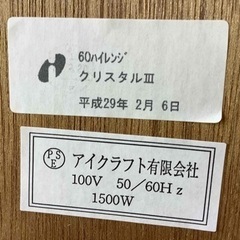 60ﾊｲﾚﾝｼﾞ
クリスタルⅢ
平成29年 2月 6日
PSE アイクラフト有限会社
100V 50/60Hz
1500W